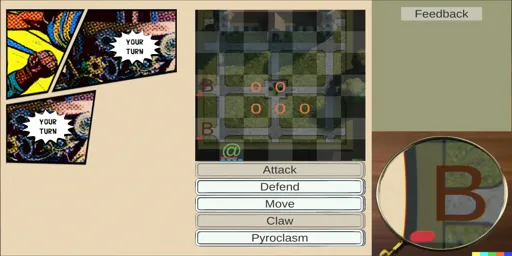 YOUR
TURN
YOUR
TURN
B
O O
O O O
B
@
Attack
Defend
Move
Claw
Pyroclasm
Feedback
B